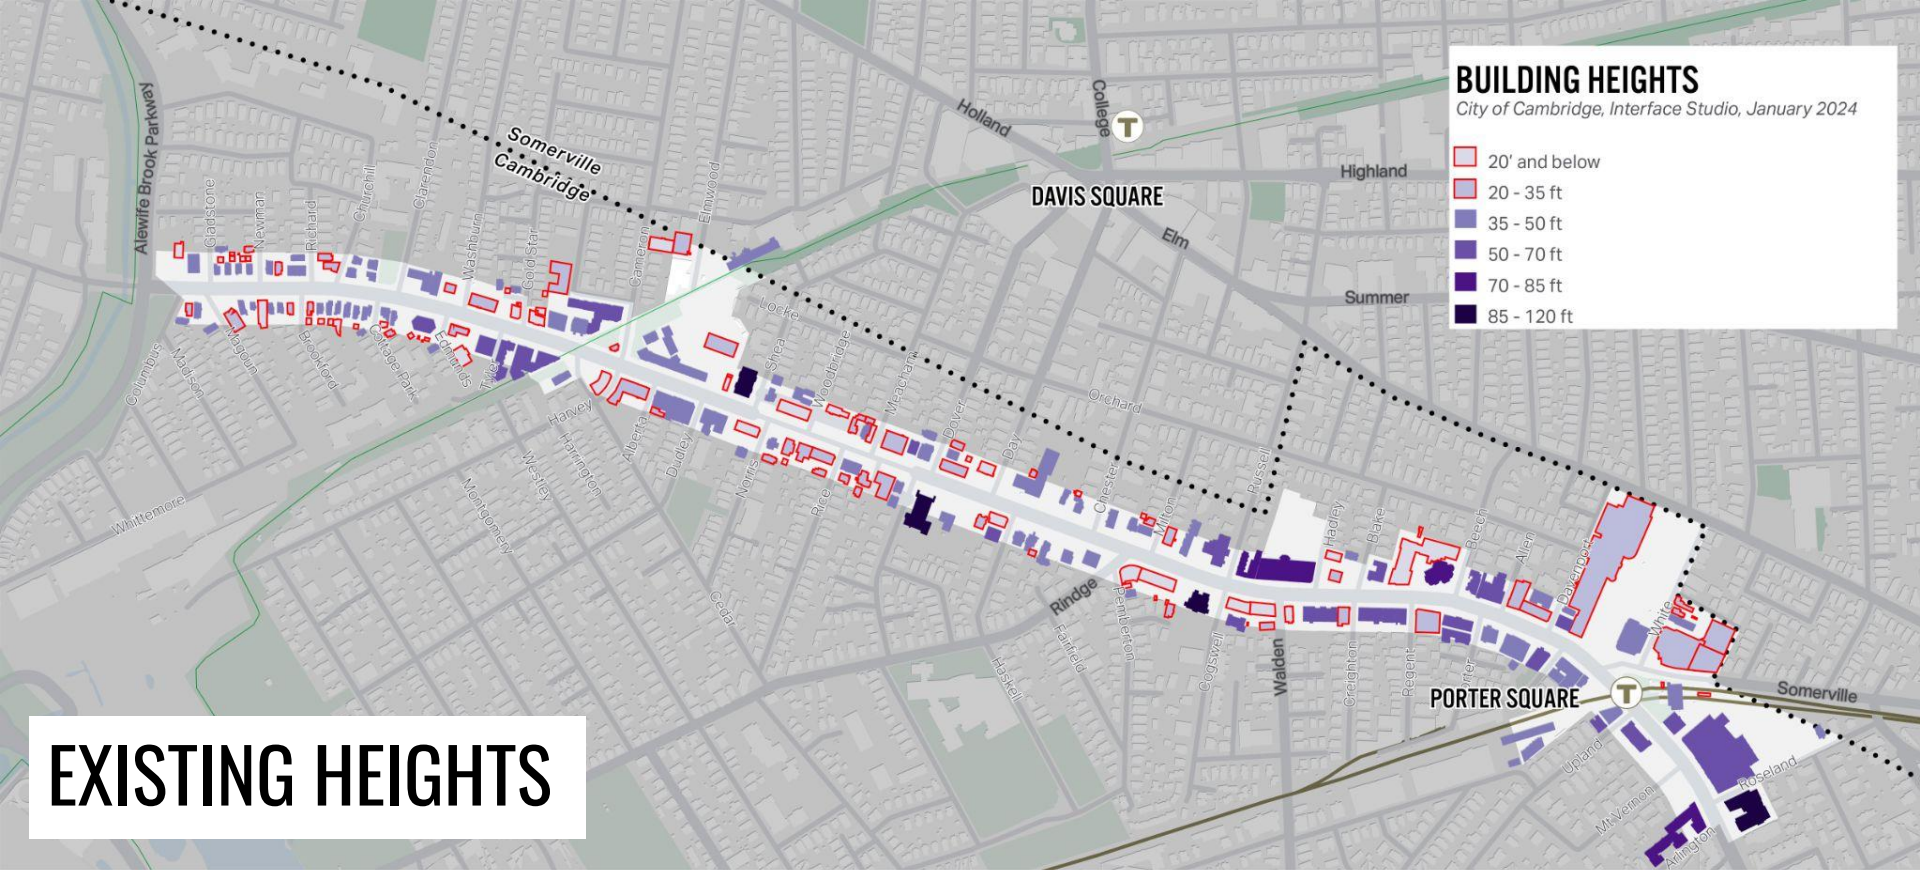 BUILDING HEIGHTS
City of Cambridge, Interface Studio, January 2024
20' and below
20 - 35 ft
35 - 50 ft
50 - 70 ft
70 - 85 ft
85 - 120 ft
EXISTING HEIGHTS
Somerville
Cambridge
DAVIS SQUARE
T
PORTER SQUARE
T
Alewife Brook Parkway
Holland
College
Highland
Elm
Summer
Gladstone
Newman
Richard
Churchill
Clarendon
Washburn
Gold Star
Cameron
Elmwood
Locke
Shea
Woodbridge
Meacham
Dover
Day
Orchard
Chester
Milton
Russell
Hadley
Bake
Beech
Allen
Davenport
White
Somerville
Columbus
Madison
Magoun
Brookford
Cottage Park
Edmunds
Tyler
Harvey
Whittemore
Montgomery
Westley
Harrington
Alberta
Dudley
Norris
Rice
Cedar
Rindge
Haskell
Fairfield
Pemberton
Cogswell
Walden
Creighton
Regent
Upland
Mt Vernon
Arlington
Roseland